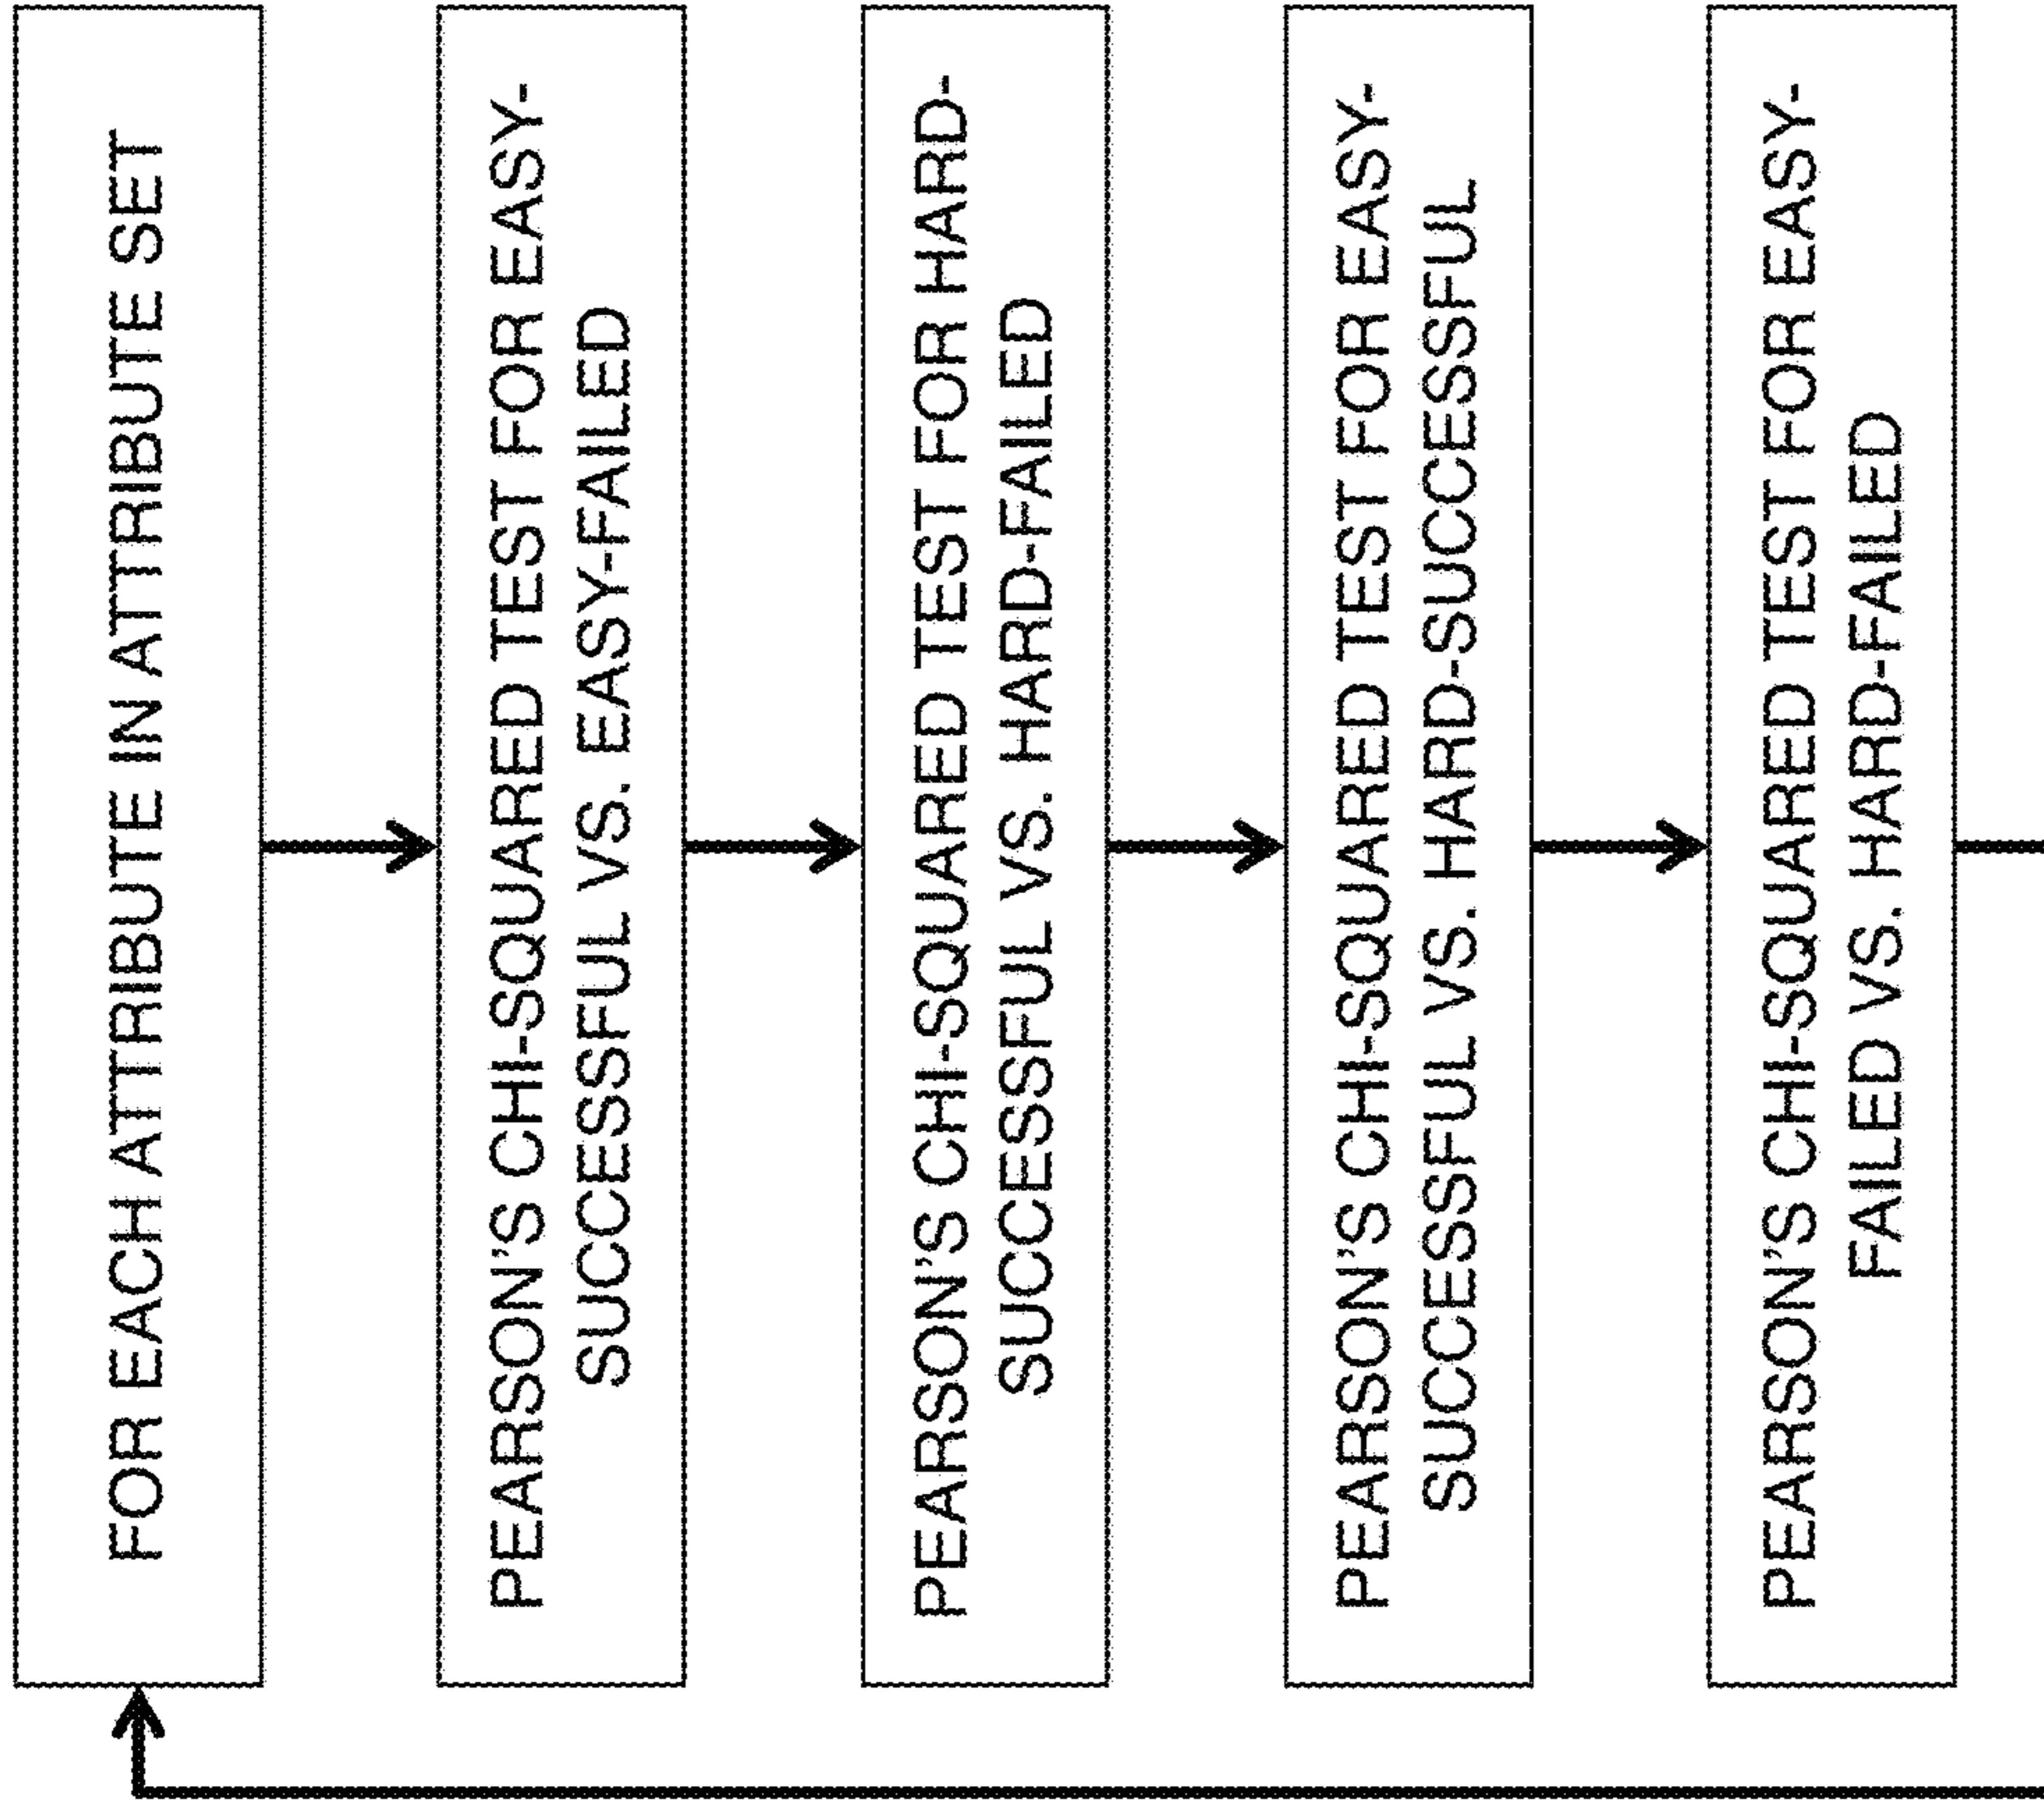 FOR EACH ATTRIBUTE IN ATTRIBUTE SET
PEARSON'S CHI-SQUARED TEST FOR EASY-
SUCCESSFUL VS. EASY-FAILED
PEARSON'S CHI-SQUARED TEST FOR HARD-
SUCCESSFUL VS. HARD-FAILED
PEARSON'S CHI-SQUARED TEST FOR EASY-
SUCCESSFUL VS. HARD-SUCCESSFUL
PEARSON'S CHI-SQUARED TEST FOR EASY-
FAILED VS. HARD-FAILED